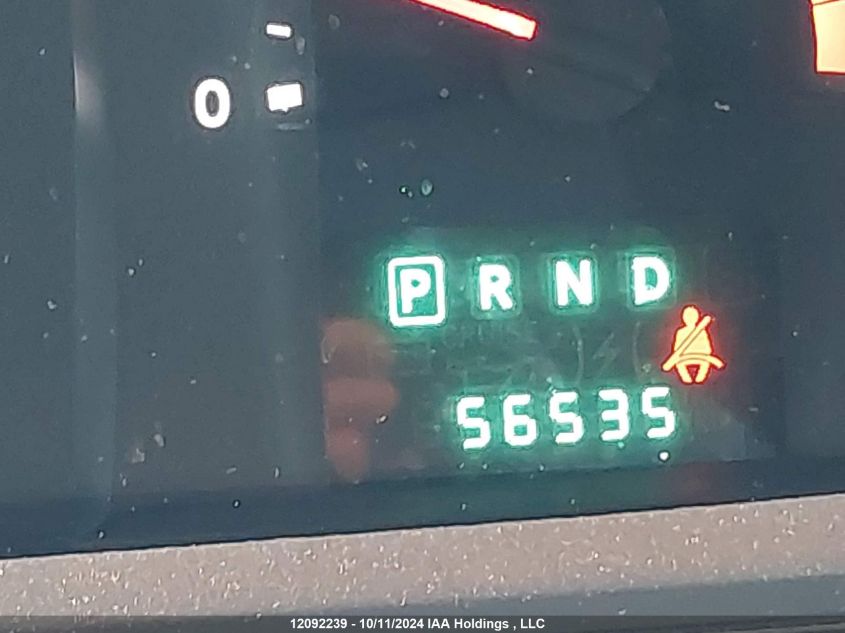 0
P R N D
56535
12092239 - 10/11/2024 IAA Holdings , LLC